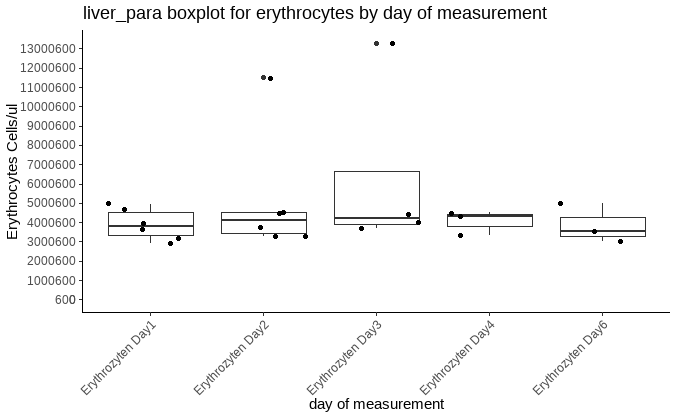 liver_para boxplot for erythrocytes by day of measurement
Erythrocytes Cells/ul
13000600
12000600
11000600
10000600
9000600
8000600
7000600
6000600
5000600
4000600
3000600
2000600
1000600
600
Erythrozyten Day1
Erythrozyten Day2
Erythrozyten Day3
Erythrozyten Day4
Erythrozyten Day6
day of measurement